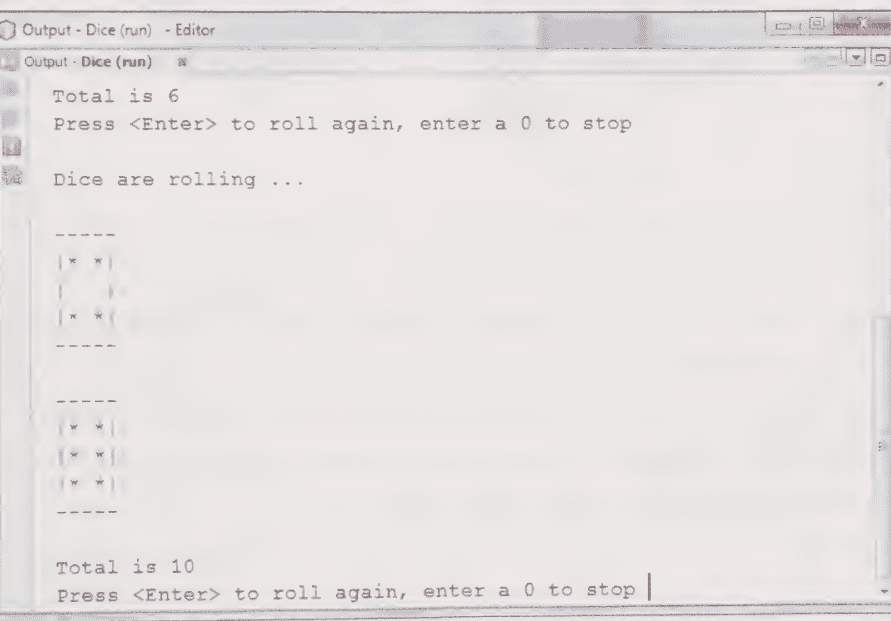 Output - Dice (run) - Editor
Output - Dice (run)
Total is 6
Press <Enter> to roll again, enter a 0 to stop
Dice are rolling ...
-----
|* *|
|   |
|* *|
-----
-----
|* *|
|* *|
|* *|
-----
Total is 10
Press <Enter> to roll again, enter a 0 to stop